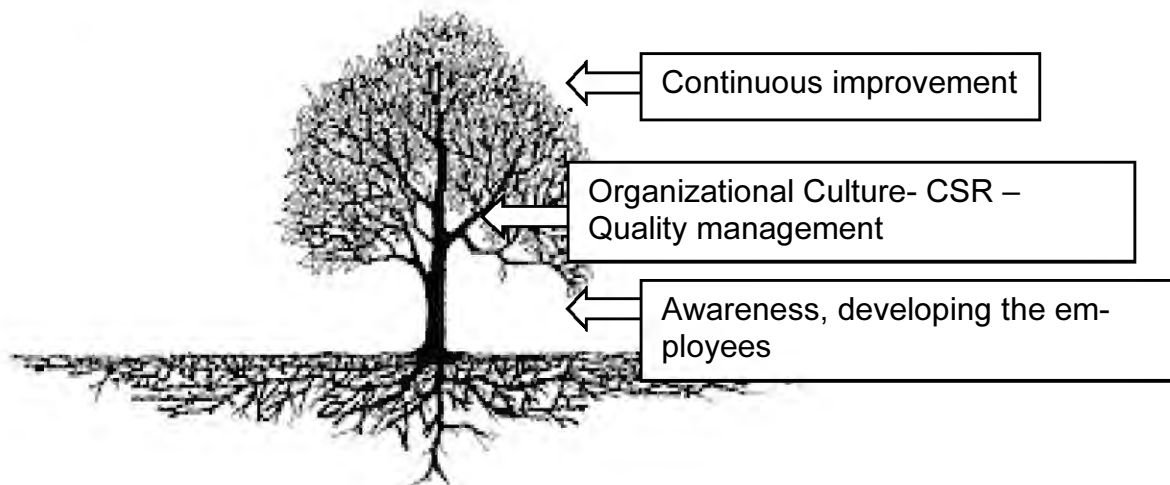 Continuous improvement
Organizational Culture- CSR –
Quality management
Awareness, developing the em-
ployees